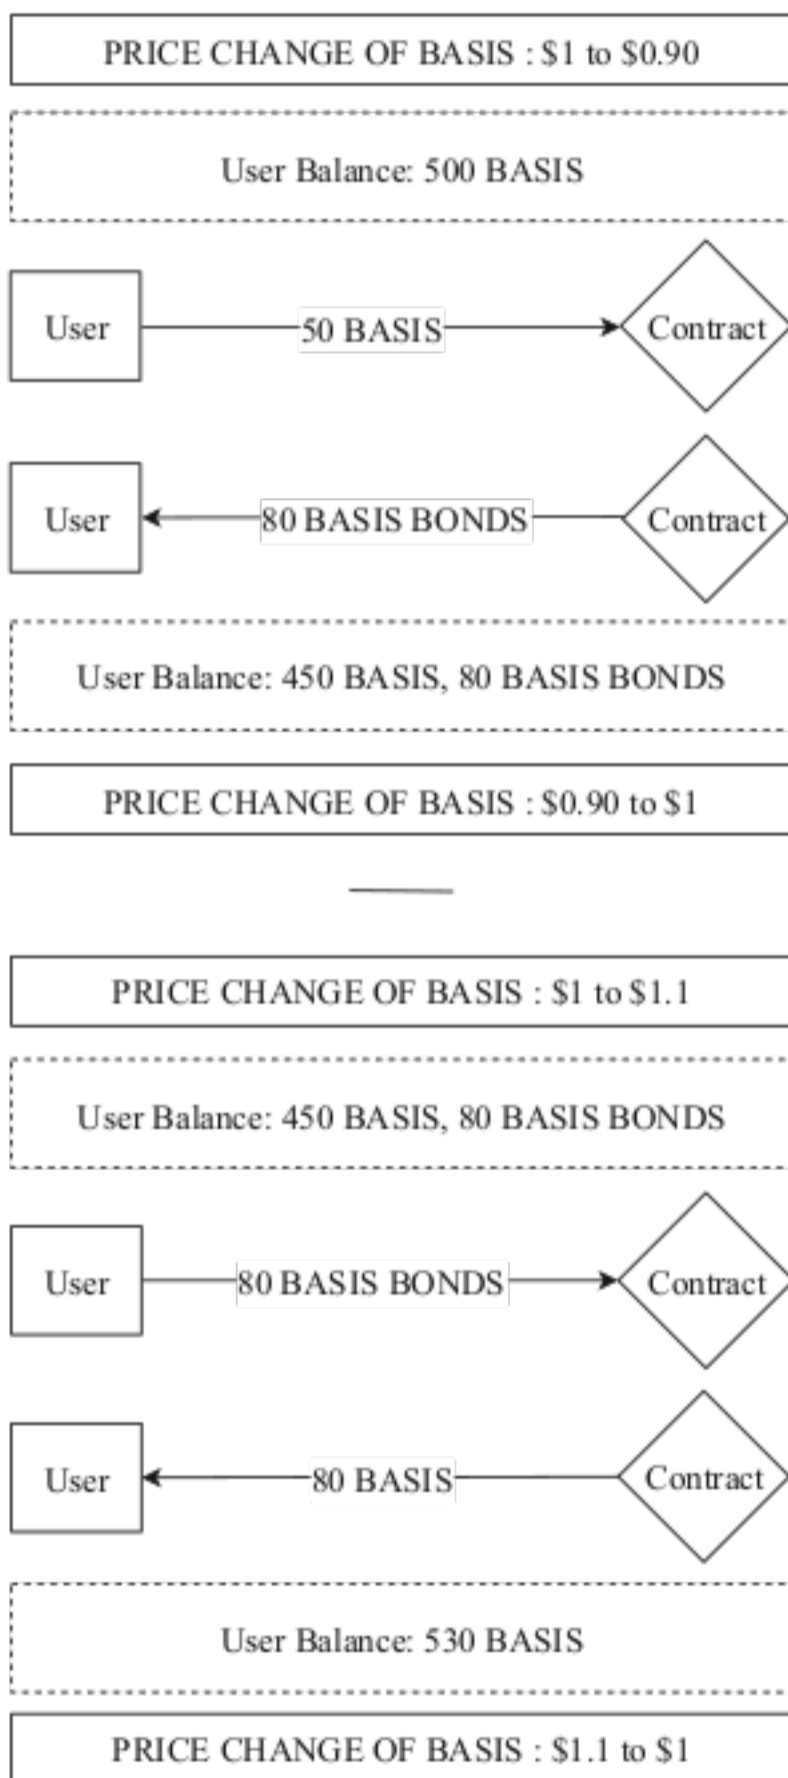 PRICE CHANGE OF BASIS : $1 to $0.90
User Balance: 500 BASIS
User
50 BASIS
Contract
User
80 BASIS BONDS
Contract
User Balance: 450 BASIS, 80 BASIS BONDS
PRICE CHANGE OF BASIS : $0.90 to $1
PRICE CHANGE OF BASIS : $1 to $1.1
User Balance: 450 BASIS, 80 BASIS BONDS
User
80 BASIS BONDS
Contract
User
80 BASIS
Contract
User Balance: 530 BASIS
PRICE CHANGE OF BASIS : $1.1 to $1